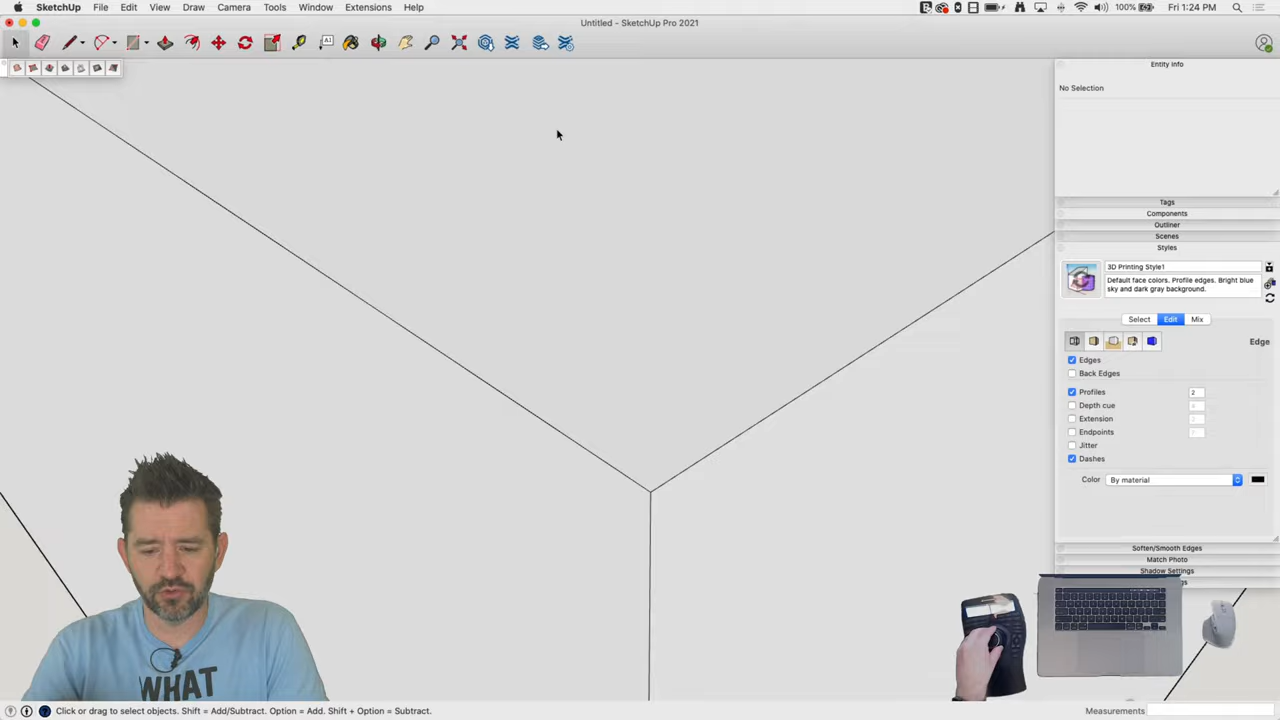 SketchUp File Edit View Draw Camera Tools Window Extensions Help 100% Fri 1:24 PM
Untitled - SketchUp Pro 2021
Entity Info
No Selection
Tags
Components
Outliner
Scenes
Styles
3D Printing Style1
Default face colors. Profile edges. Bright blue
sky and dark gray background.
Select Edit Mix
Edge
Edges
Back Edges
Profiles 2
Depth cue
Extension
Endpoints
Jitter
Dashes
Color By material
Soften/Smooth Edges
Match Photo
Shadow Settings
WHAT
Click or drag to select objects. Shift = Add/Subtract. Option = Add. Shift + Option = Subtract.
Measurements